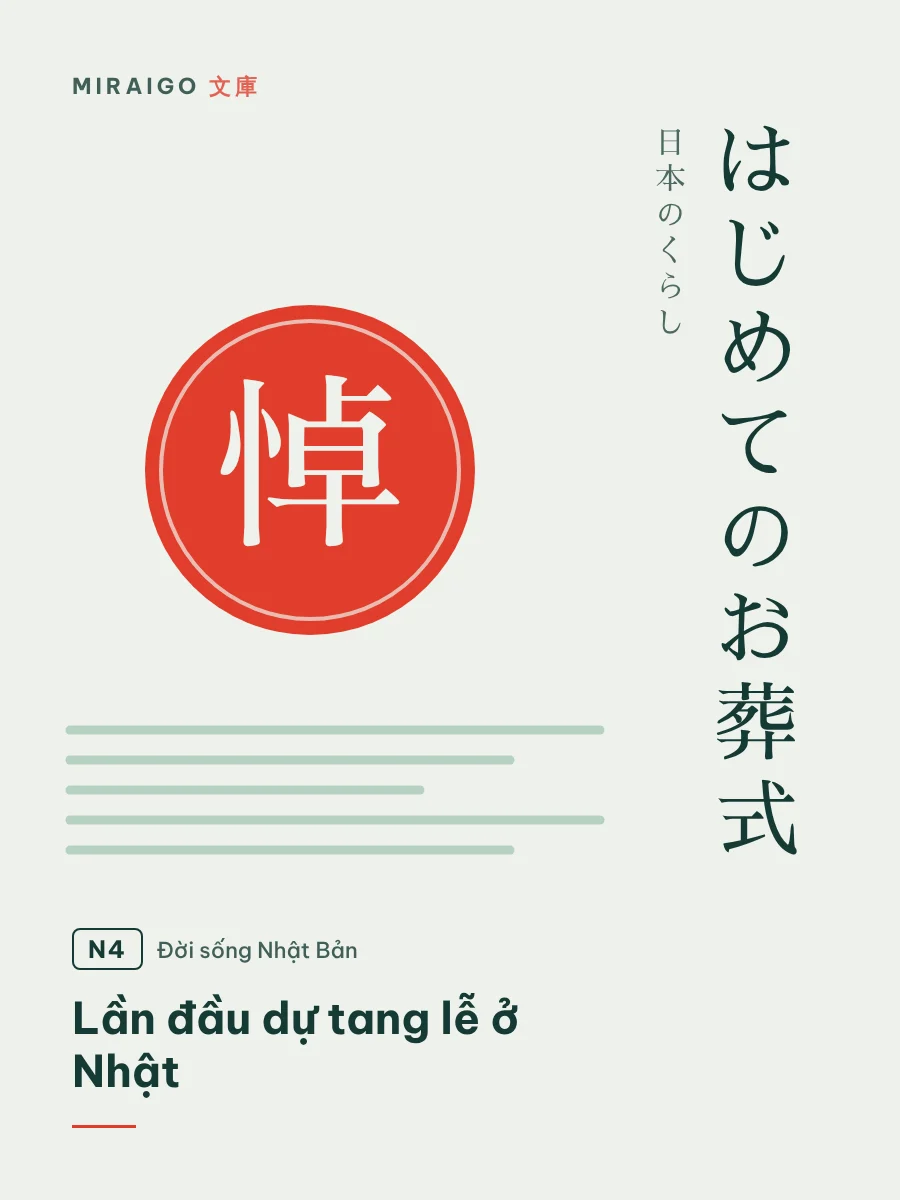 MIRAIGO 文庫
はじめてのお葬式
日本のくらし
悼
N4 Đời sống Nhật Bản
Lần đầu dự tang lễ ở
Nhật